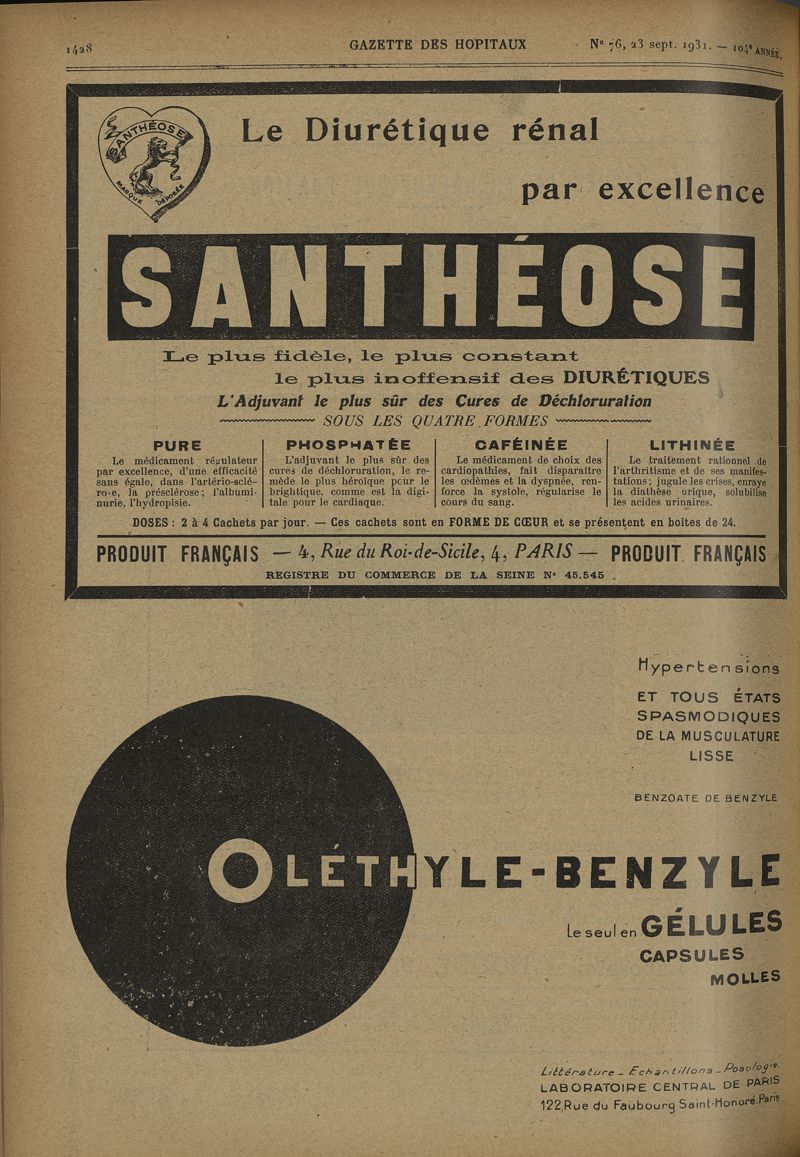 1428 GAZETTE DES HOPITAUX N° 76, 23 sept. 1931. — 104e ANNÉE.
SANTHÉOSE
MARQUE DÉPOSÉE
Le Diurétique rénal
par excellence
SANTHÉOSE
Le plus fidèle, le plus constant
le plus inoffensif des DIURÉTIQUES
L'Adjuvant le plus sûr des Cures de Déchloruration
SOUS LES QUATRE FORMES
PURE
Le médicament régulateur
par excellence, d'une efficacité
sans égale, dans l'artério-sclé-
ro-e, la présclérose; l'albumi-
nurie, l'hydropisie.
PHOSPHATÉE
L'adjuvant le plus sûr des
cures de déchloruration, le re-
mède le plus héroïque pour le
brightique, comme est la digi-
tale pour le cardiaque.
CAFÉINÉE
Le médicament de choix des
cardiopathies, fait disparaître
les œdèmes et la dyspnée, ren-
force la systole, régularise le
cours du sang.
LITHINÉE
Le traitement rationnel de
l'arthritisme et de ses manifes-
tations; jugule les crises, enraye
la diathèse urique, solubilise
les acides urinaires.
DOSES : 2 à 4 Cachets par jour. — Ces cachets sont en FORME DE CŒUR et se présentent en boites de 24.
PRODUIT FRANÇAIS — 4, Rue du Roi-de-Sicile, 4, PARIS — PRODUIT FRANÇAIS
REGISTRE DU COMMERCE DE LA SEINE N° 45.545
Hypertensions
ET TOUS ÉTATS
SPASMODIQUES
DE LA MUSCULATURE
LISSE
BENZOATE DE BENZYLE
OLÉTHYLE-BENZYLE
Le seul en GÉLULES
CAPSULES
MOLLES
Littérature _ Echantillons _ Posologie.
LABORATOIRE CENTRAL DE PARIS
122, Rue du Faubourg Saint-Honoré. Paris